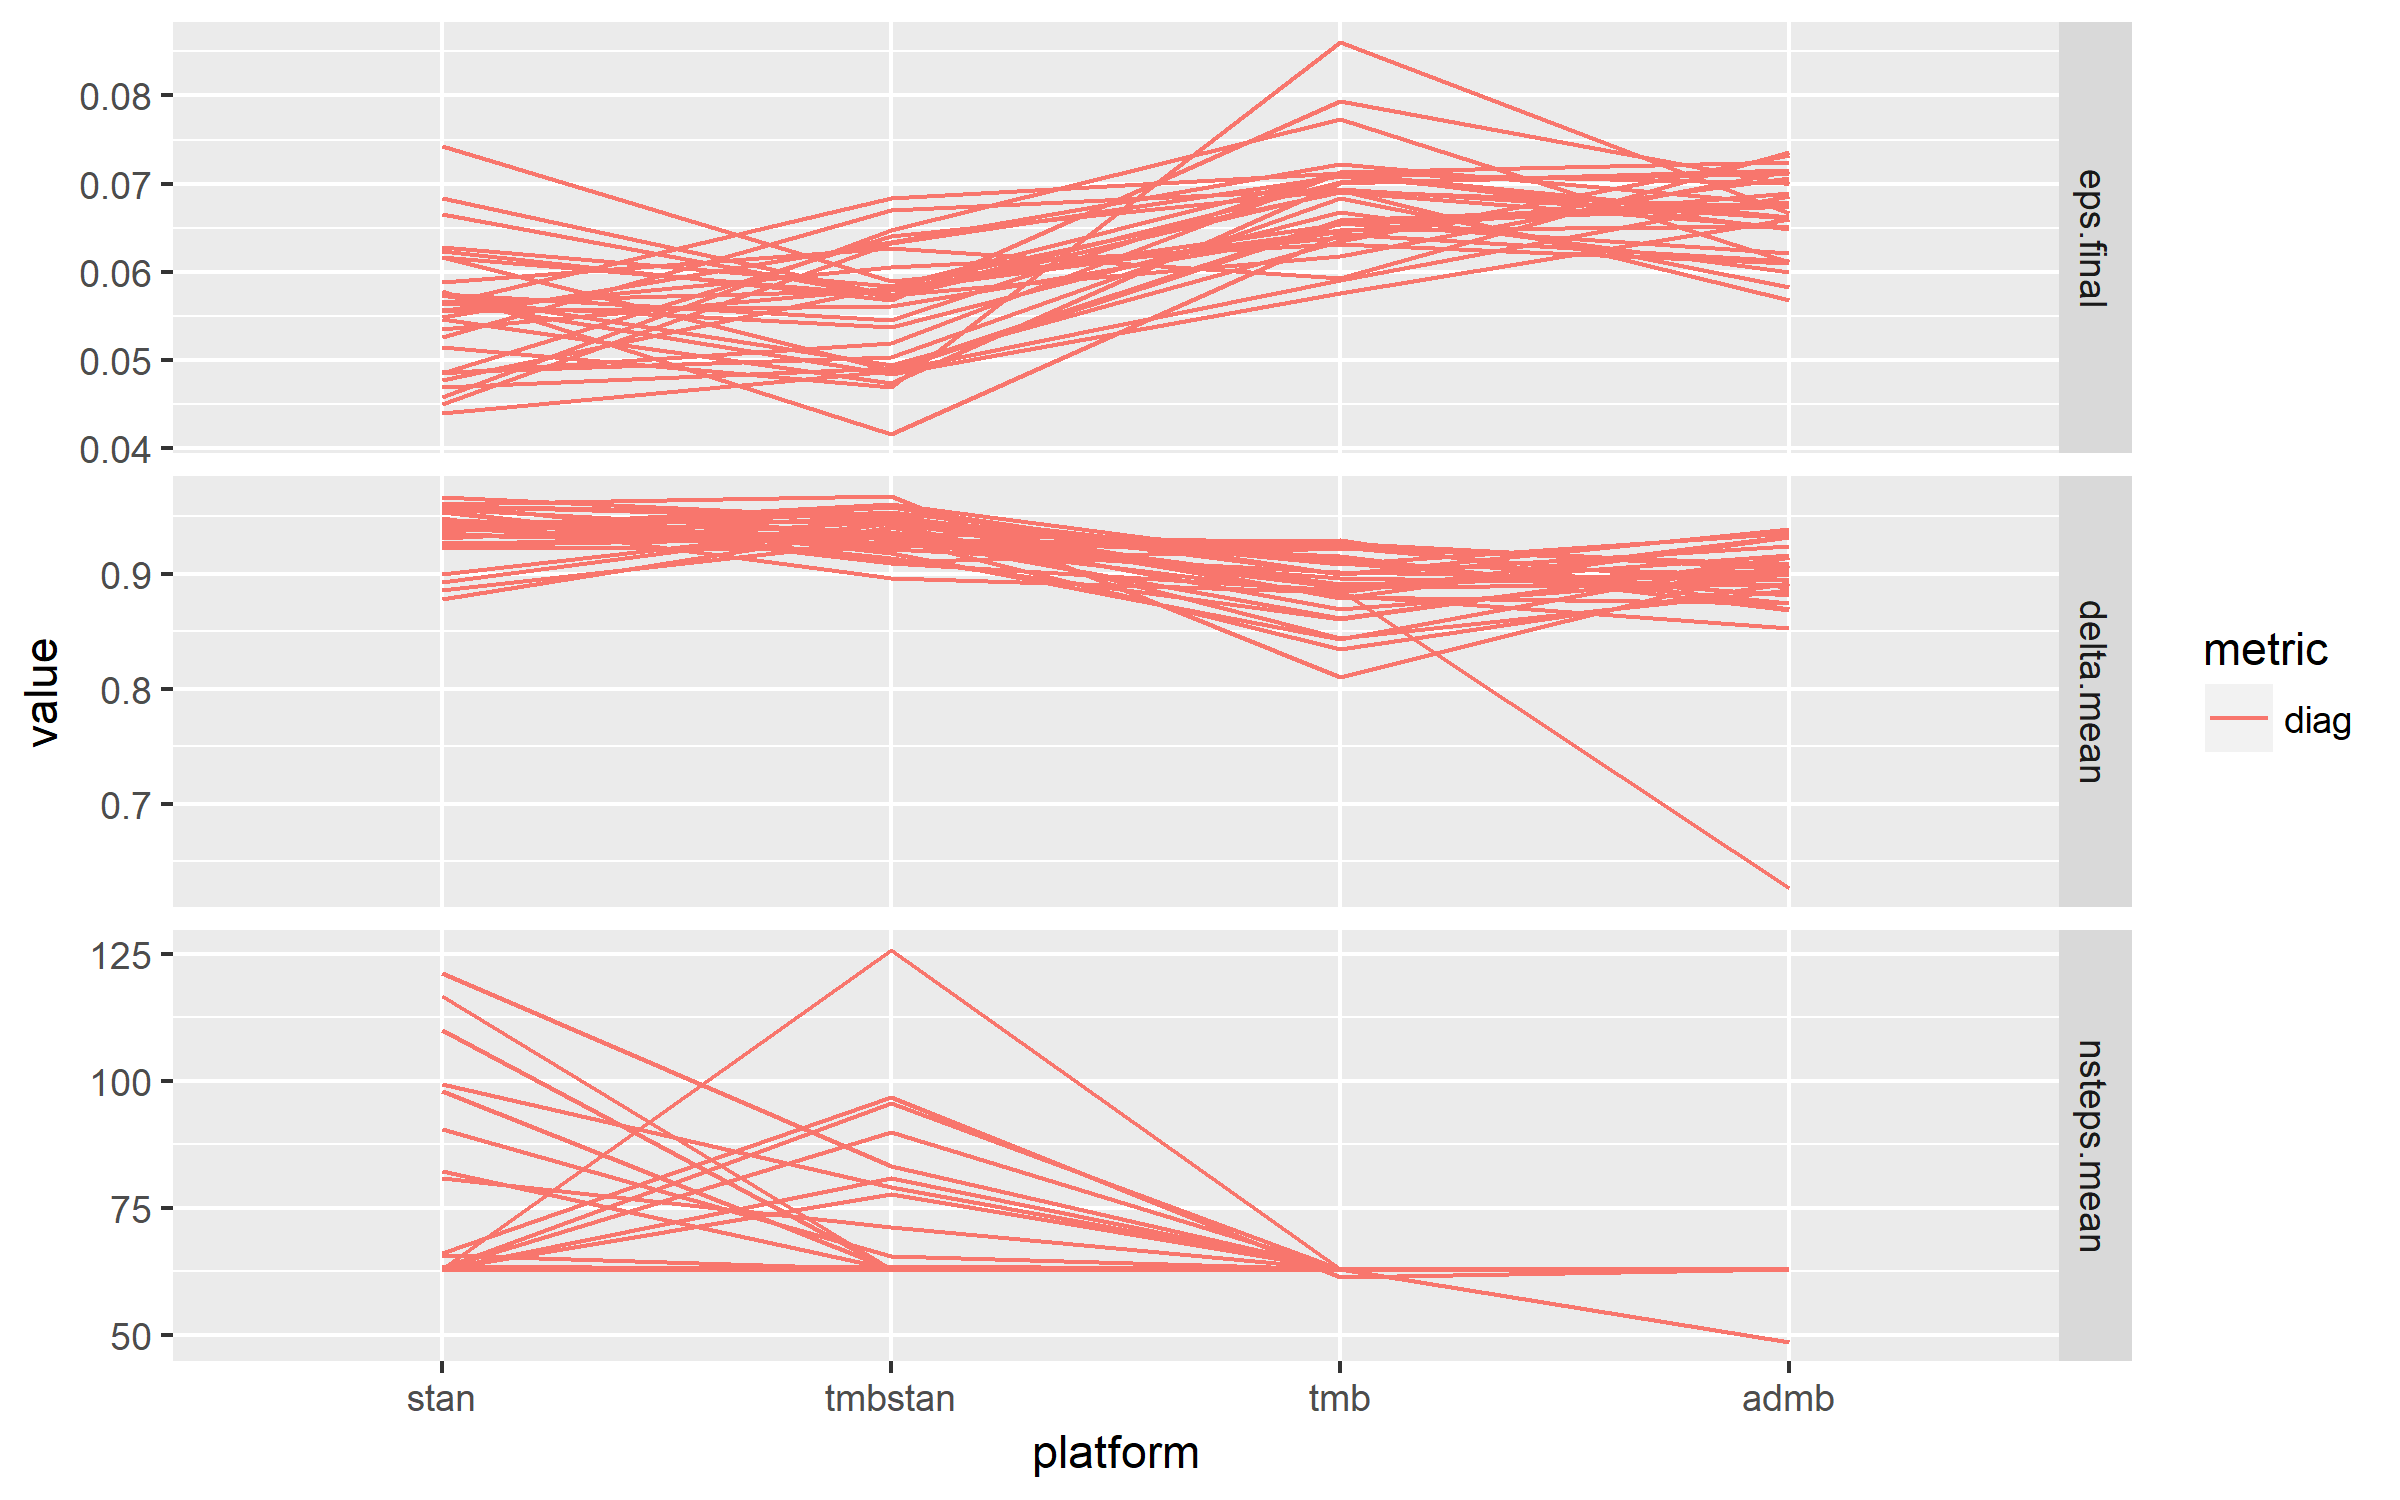 value
0.08
0.07
0.06
0.05
0.04
eps.final
0.9
0.8
0.7
delta.mean
125
100
75
50
nsteps.mean
stan
tmbstan
tmb
admb
platform
metric
diag